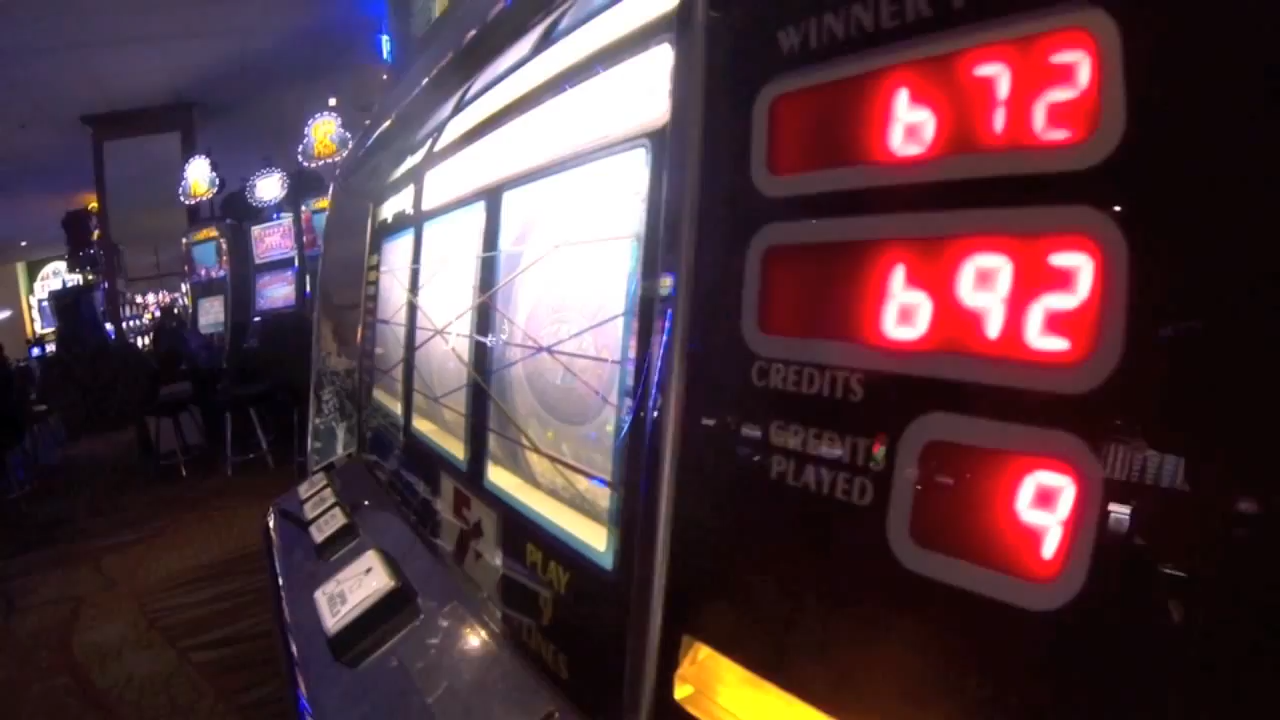 WINNER
672
692
CREDITS
CREDITS
PLAYED
9
PLAY
9
LINES